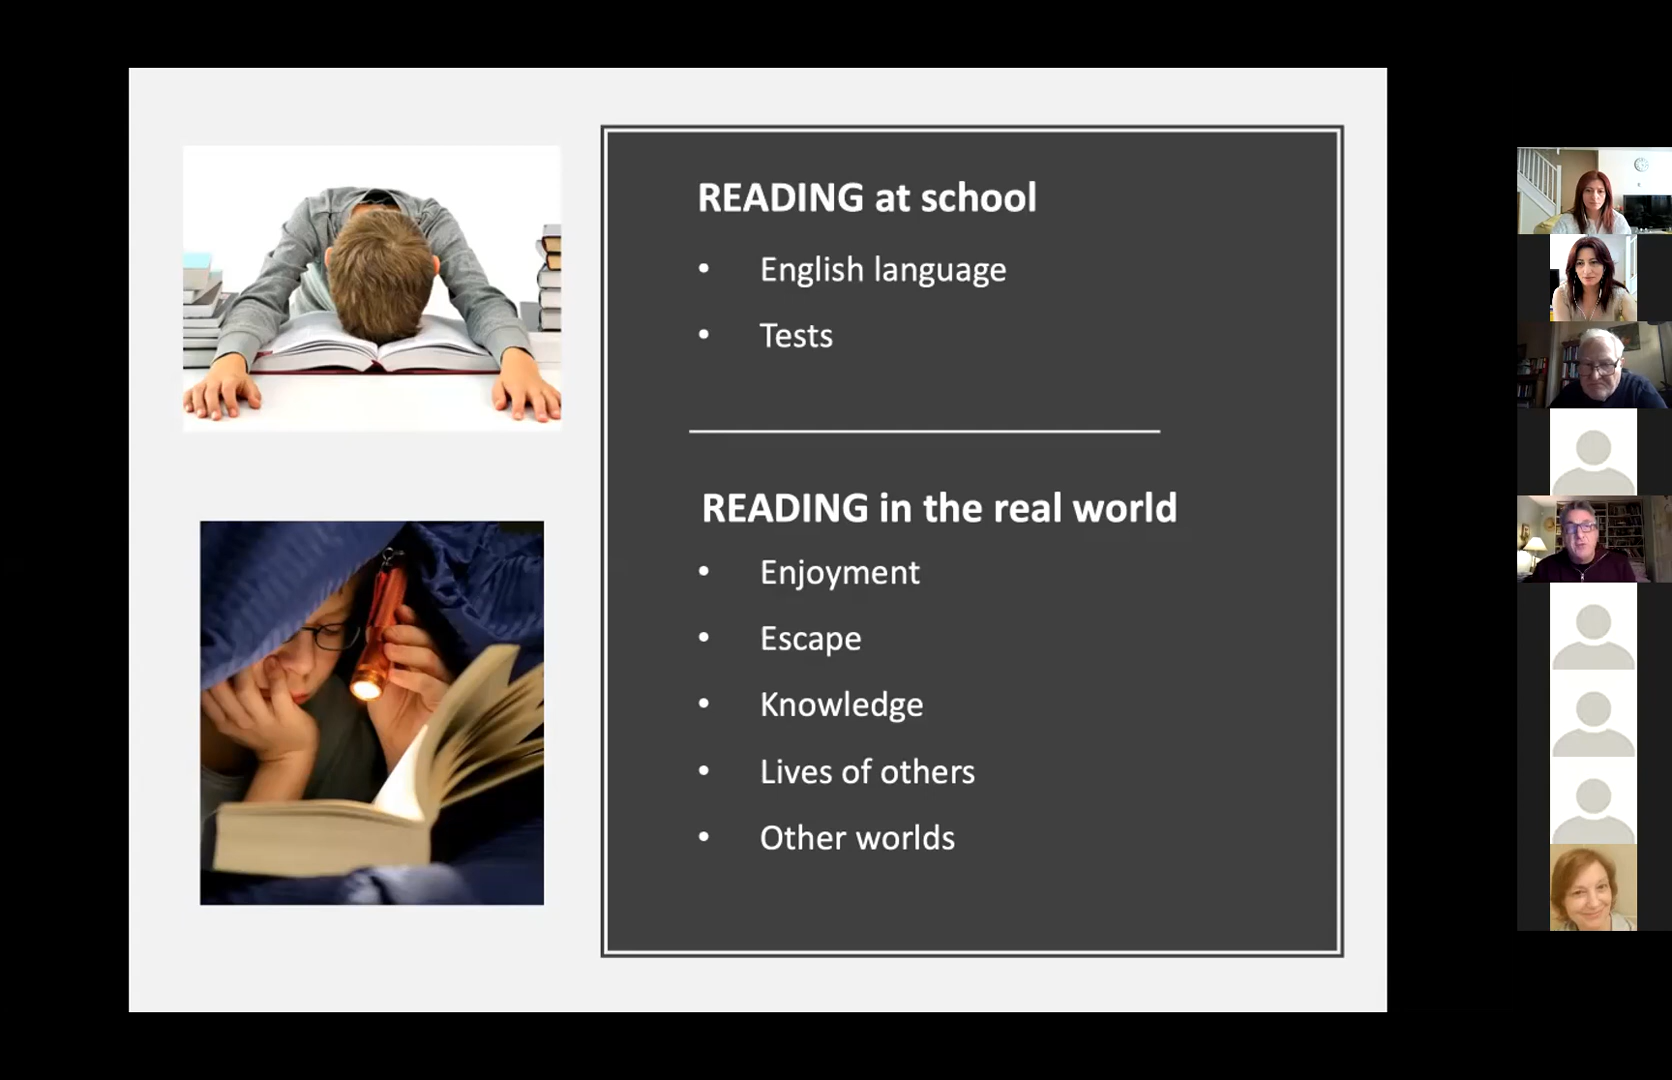 READING at school
• English language
• Tests
READING in the real world
• Enjoyment
• Escape
• Knowledge
• Lives of others
• Other worlds